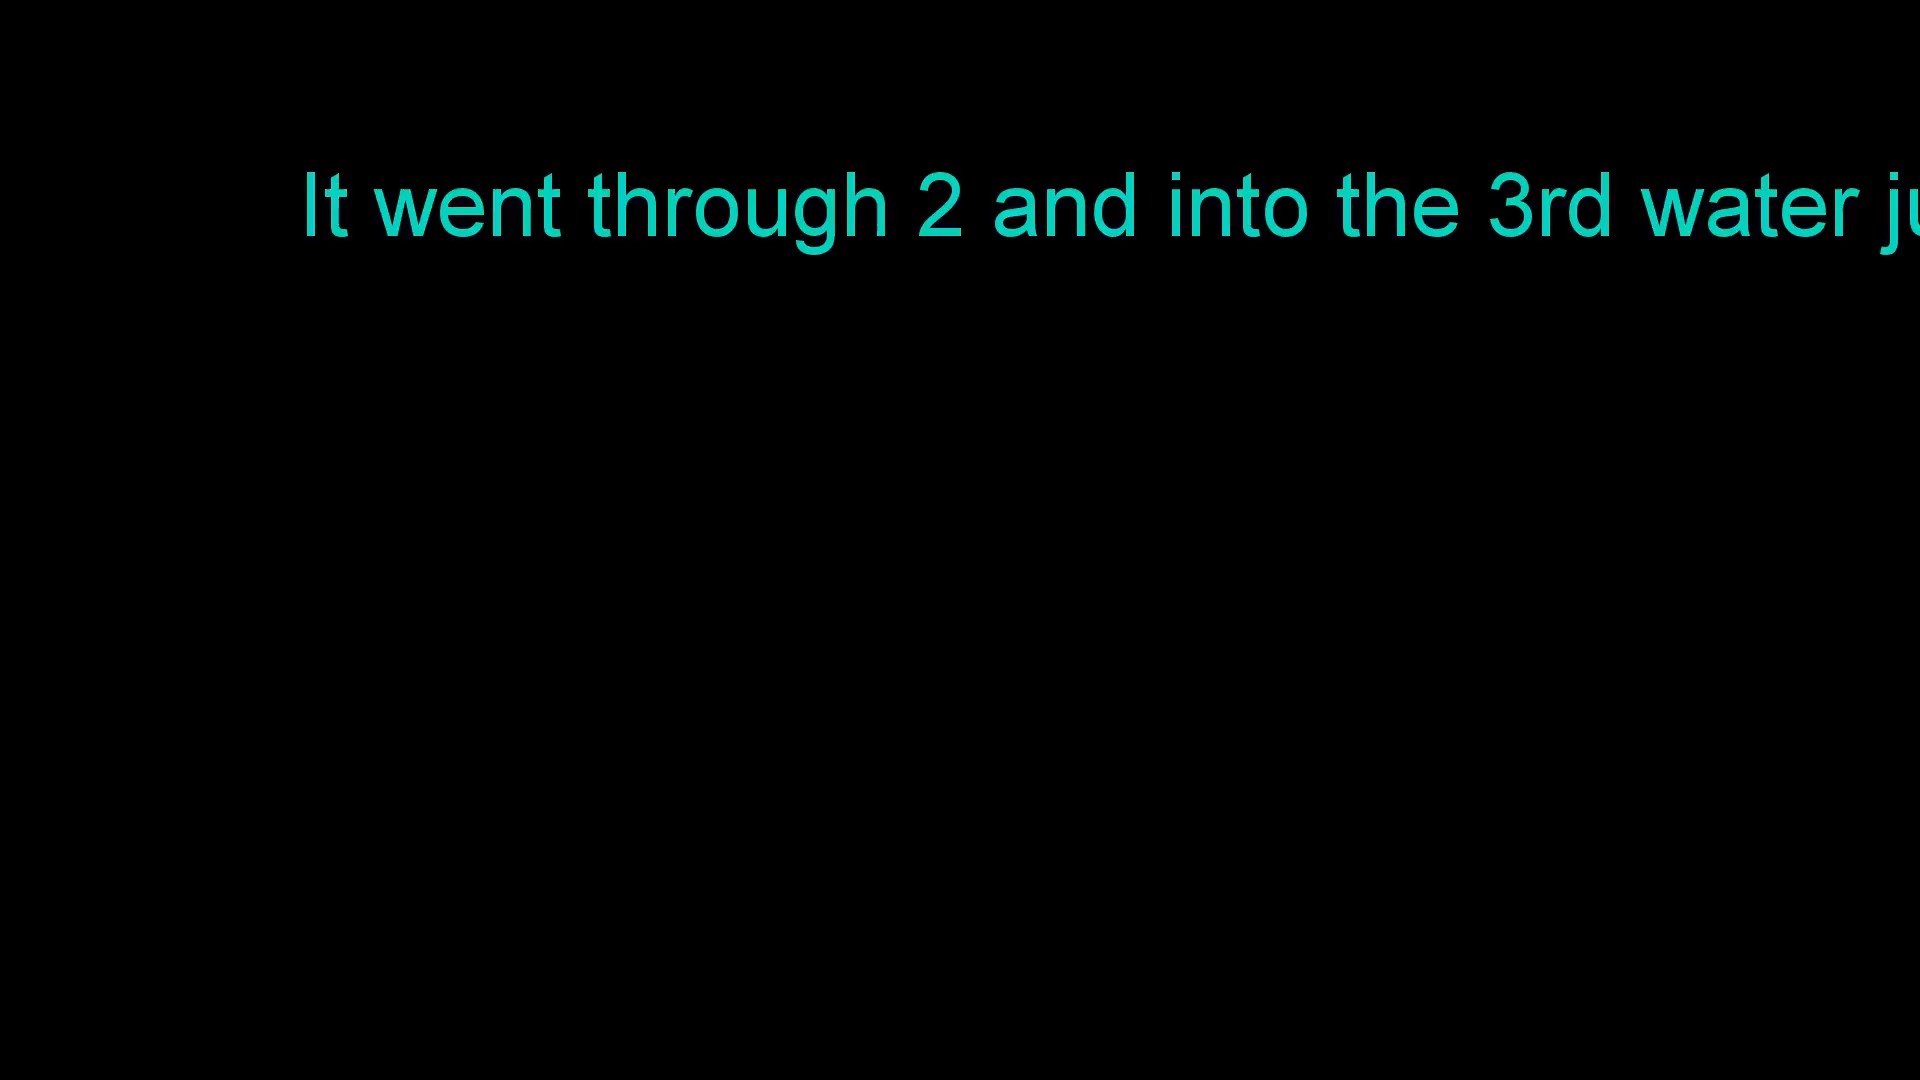 It went through 2 and into the 3rd water